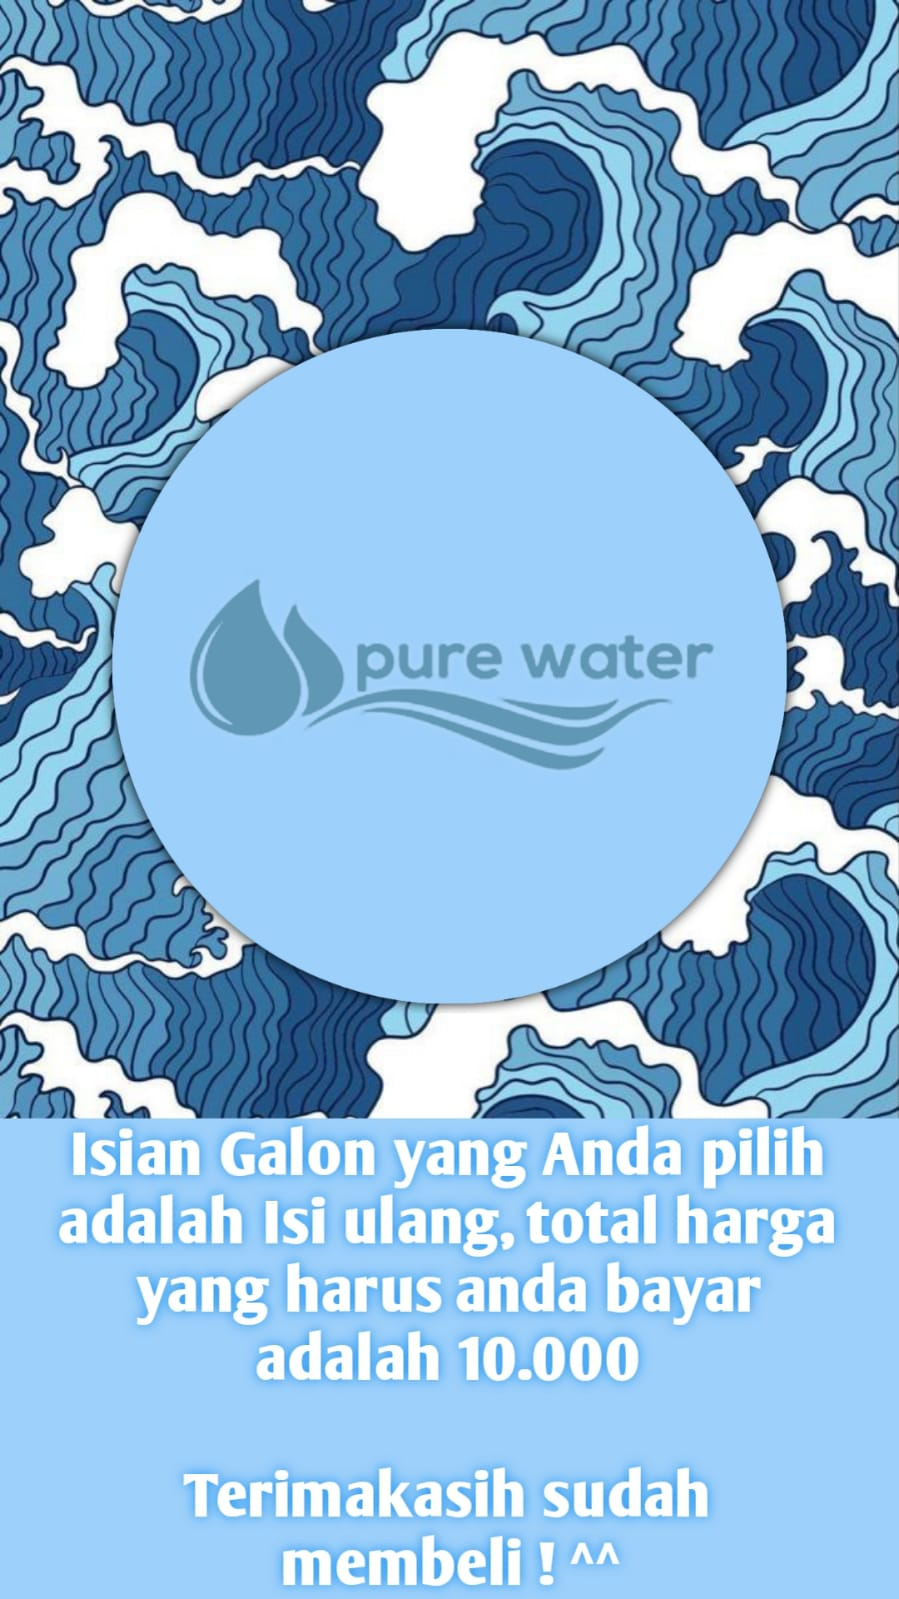 pure water
Isian Galon yang Anda pilih
adalah Isi ulang, total harga
yang harus anda bayar
adalah 10.000
Terimakasih sudah
membeli ! ^^